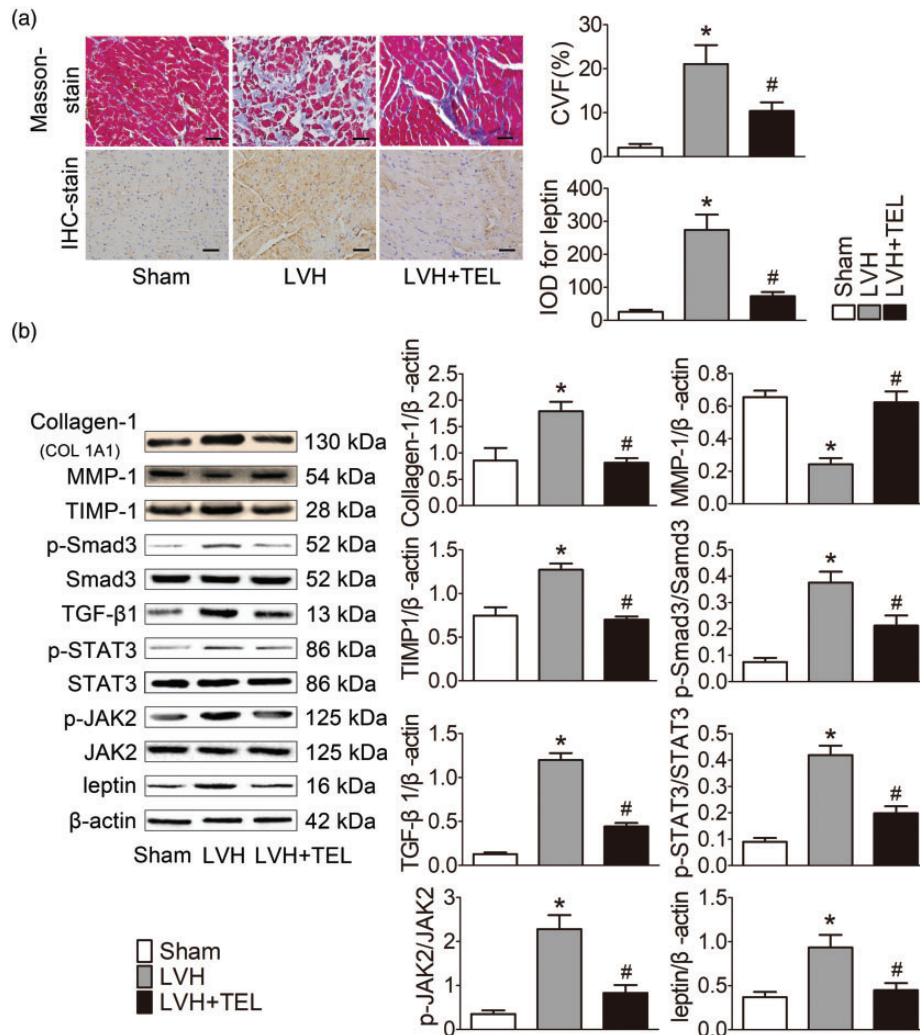 (a)
Masson-
stain
IHC-stain
Sham LVH LVH+TEL
CVF(%)
30
20
10
0
*
#
IOD for leptin
400
300
200
100
0
*
#
Sham
LVH
LVH+TEL
(b)
Collagen-1 130 kDa
(COL 1A1)
MMP-1 54 kDa
TIMP-1 28 kDa
p-Smad3 52 kDa
Smad3 52 kDa
TGF-β1 13 kDa
p-STAT3 86 kDa
STAT3 86 kDa
p-JAK2 125 kDa
JAK2 125 kDa
leptin 16 kDa
β-actin 42 kDa
Sham LVH LVH+TEL
Sham
LVH
LVH+TEL
Collagen-1/β -actin
2.5
2.0
1.5
1.0
0.5
0.0
*
#
MMP-1/β -actin
0.8
0.6
0.4
0.2
0.0
*
#
TIMP1/β -actin
1.5
1.0
0.5
0.0
*
#
p-Smad3/Samd3
0.5
0.4
0.3
0.2
0.1
0.0
*
#
TGF-β 1/β -actin
1.5
1.0
0.5
0.0
*
#
p-STAT3/STAT3
0.5
0.4
0.3
0.2
0.1
0.0
*
#
p-JAK2/JAK2
3
2
1
0
*
#
leptin/β -actin
1.5
1.0
0.5
0.0
*
#